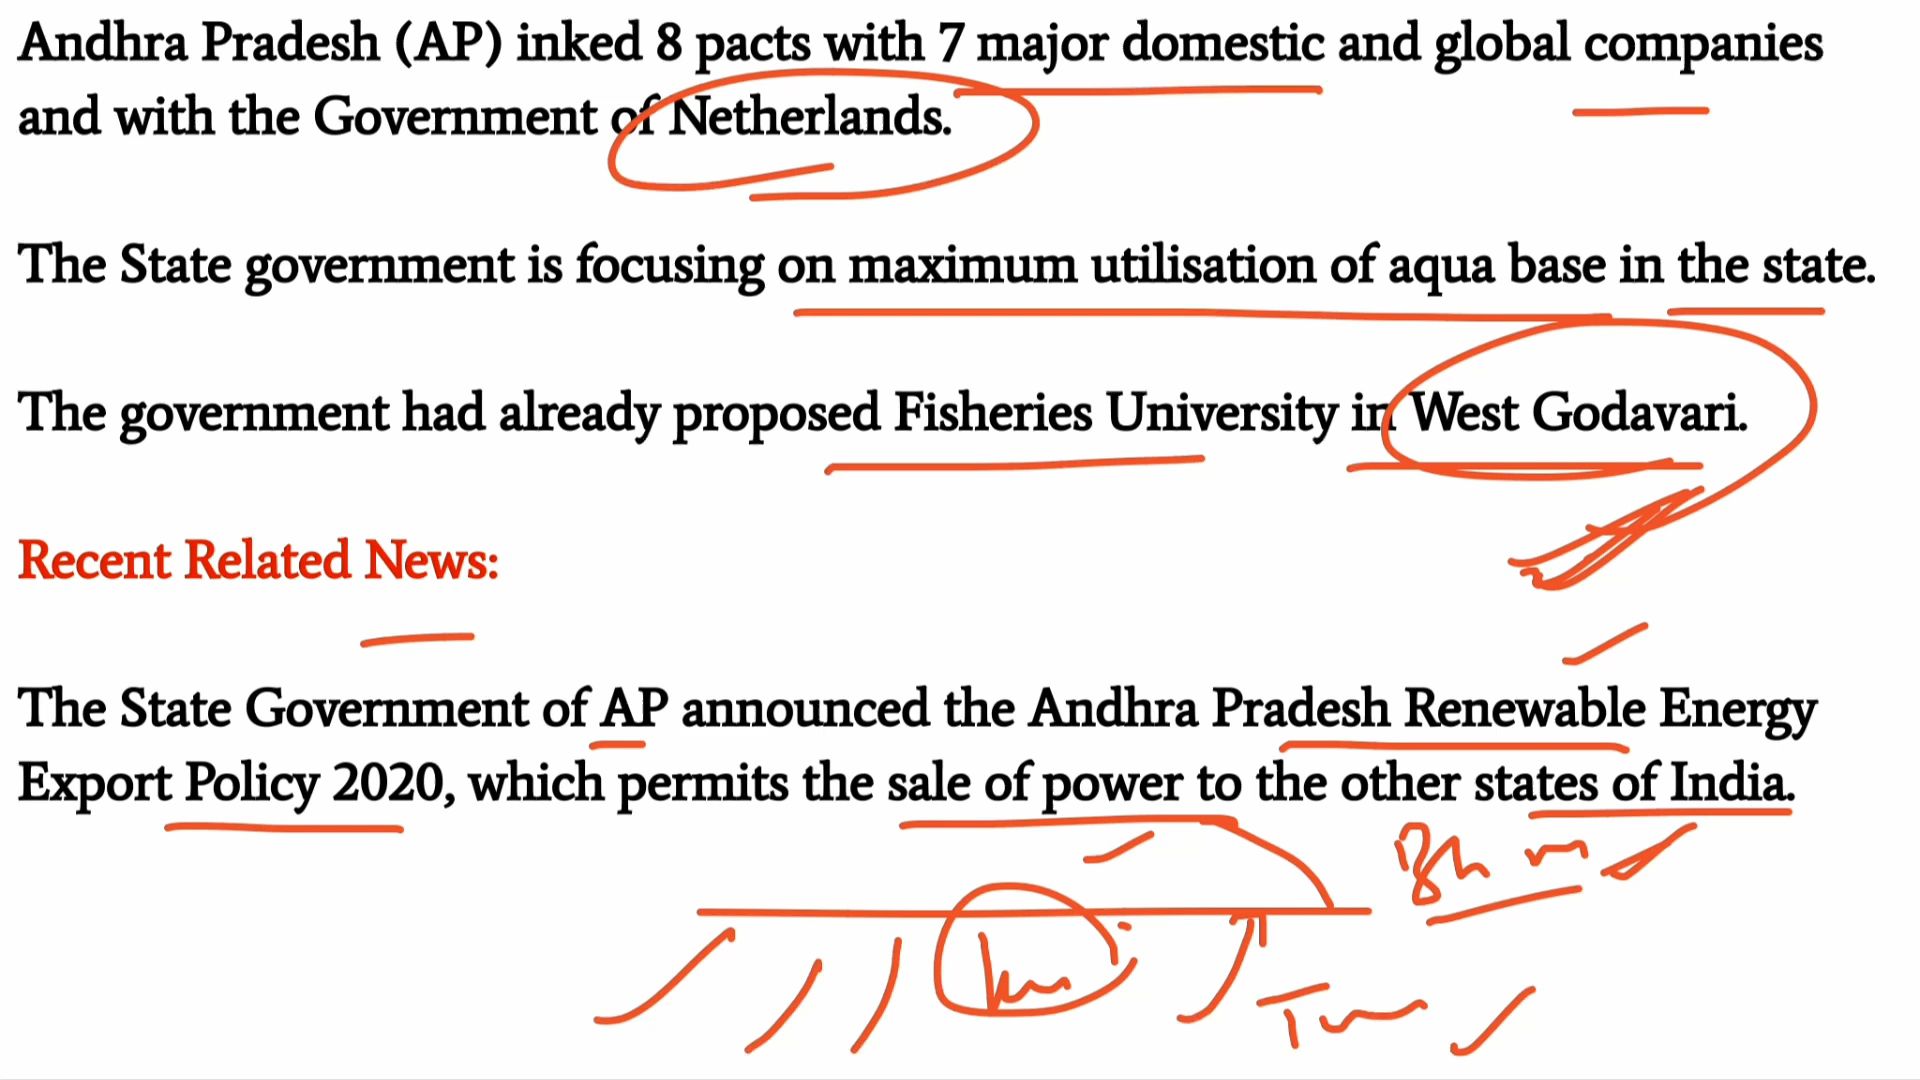 Andhra Pradesh (AP) inked 8 pacts with 7 major domestic and global companies
and with the Government of Netherlands.
The State government is focusing on maximum utilisation of aqua base in the state.
The government had already proposed Fisheries University in West Godavari.
Recent Related News:
The State Government of AP announced the Andhra Pradesh Renewable Energy
Export Policy 2020, which permits the sale of power to the other states of India.